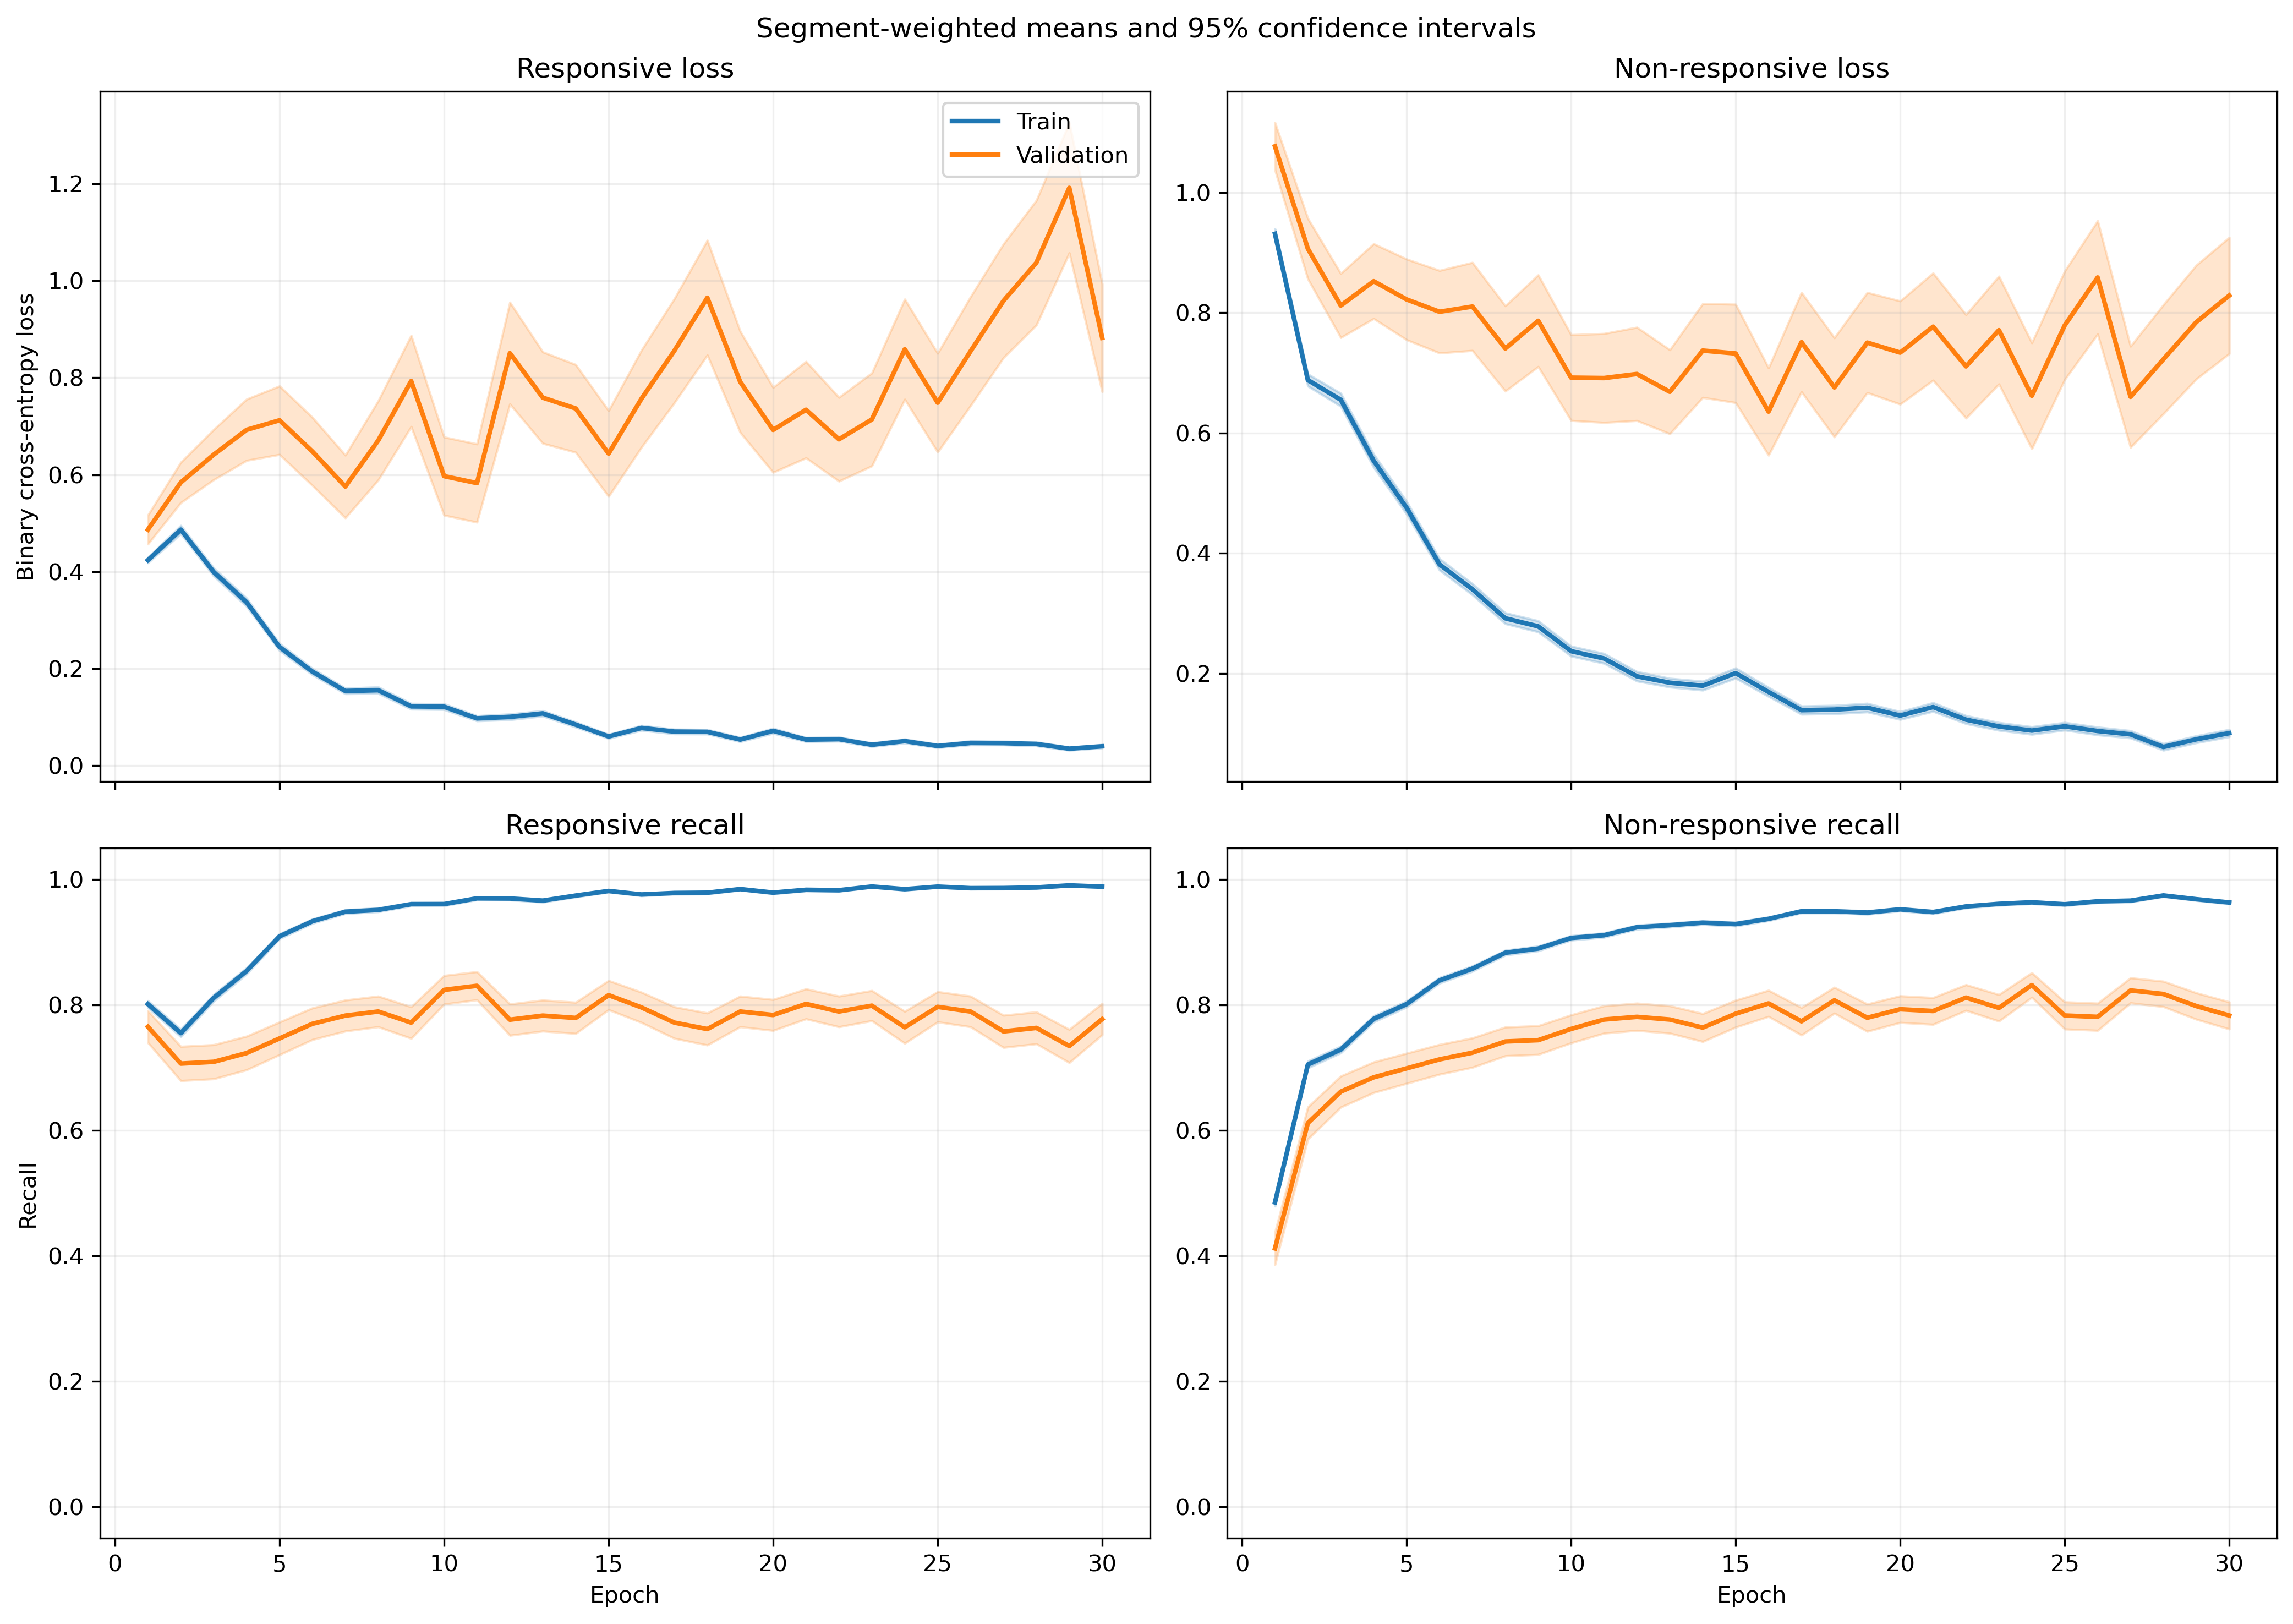 Segment-weighted means and 95% confidence intervals
Responsive loss
Non-responsive loss
Train
Validation
Binary cross-entropy loss
1.2
1.0
0.8
0.6
0.4
0.2
0.0
1.0
0.8
0.6
0.4
0.2
Responsive recall
Non-responsive recall
Recall
1.0
0.8
0.6
0.4
0.2
0.0
0 5 10 15 20 25 30
Epoch
1.0
0.8
0.6
0.4
0.2
0.0
0 5 10 15 20 25 30
Epoch